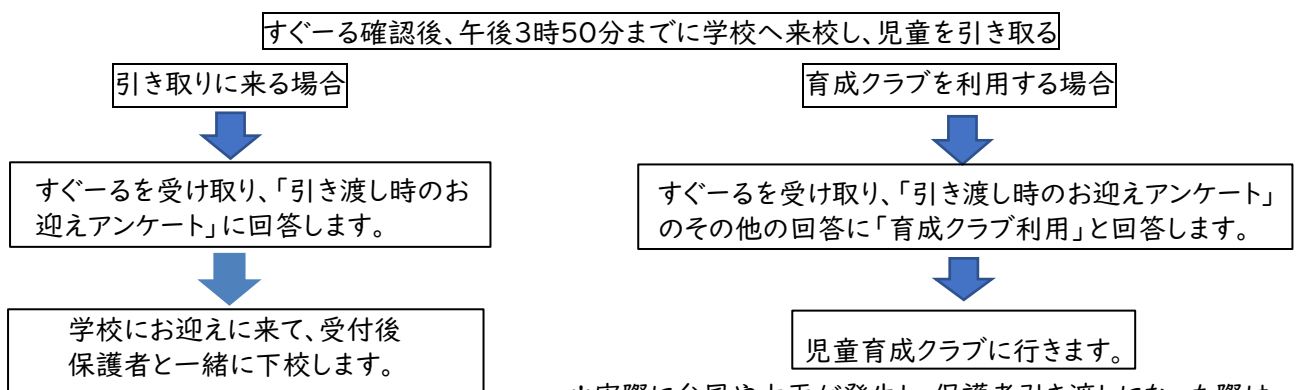 すぐーる確認後、午後3時50分までに学校へ来校し、児童を引き取る
引き取りに来る場合
すぐーるを受け取り、「引き渡し時のお
迎えアンケート」に回答します。
学校にお迎えに来て、受付後
保護者と一緒に下校します。
育成クラブを利用する場合
すぐーるを受け取り、「引き渡し時のお迎えアンケート」
のその他の回答に「育成クラブ利用」と回答します。
児童育成クラブに行きます。